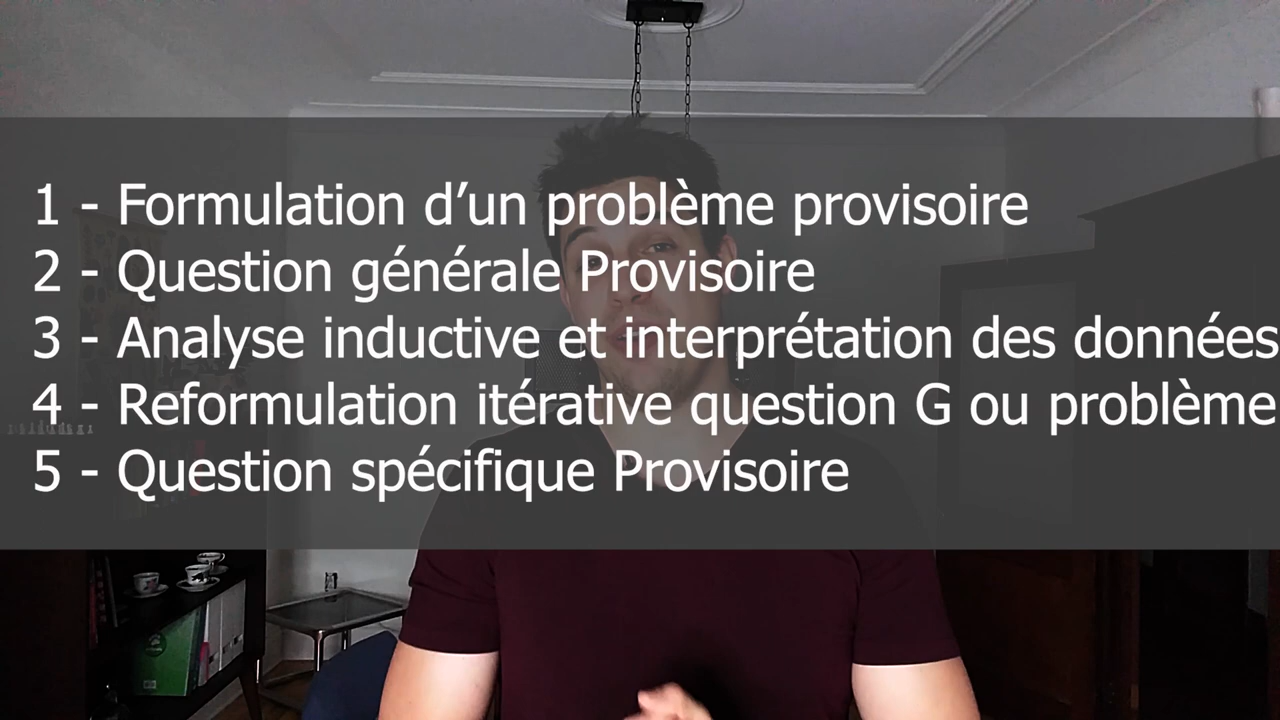 1 - Formulation d’un problème provisoire
2 - Question générale Provisoire
3 - Analyse inductive et interprétation des données
4 - Reformulation itérative question G ou problème
5 - Question spécifique Provisoire